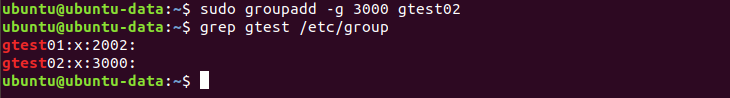 ubuntu@ubuntu-data:~$ sudo groupadd -g 3000 gtest02
ubuntu@ubuntu-data:~$ grep gtest /etc/group
gtest01:x:2002:
gtest02:x:3000:
ubuntu@ubuntu-data:~$